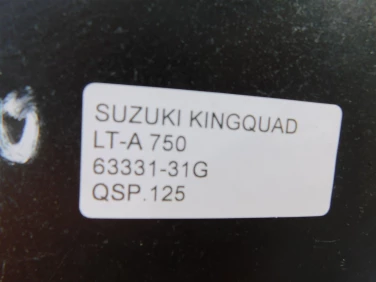 SUZUKI KINGQUAD
LT-A 750
63331-31G
QSP.125